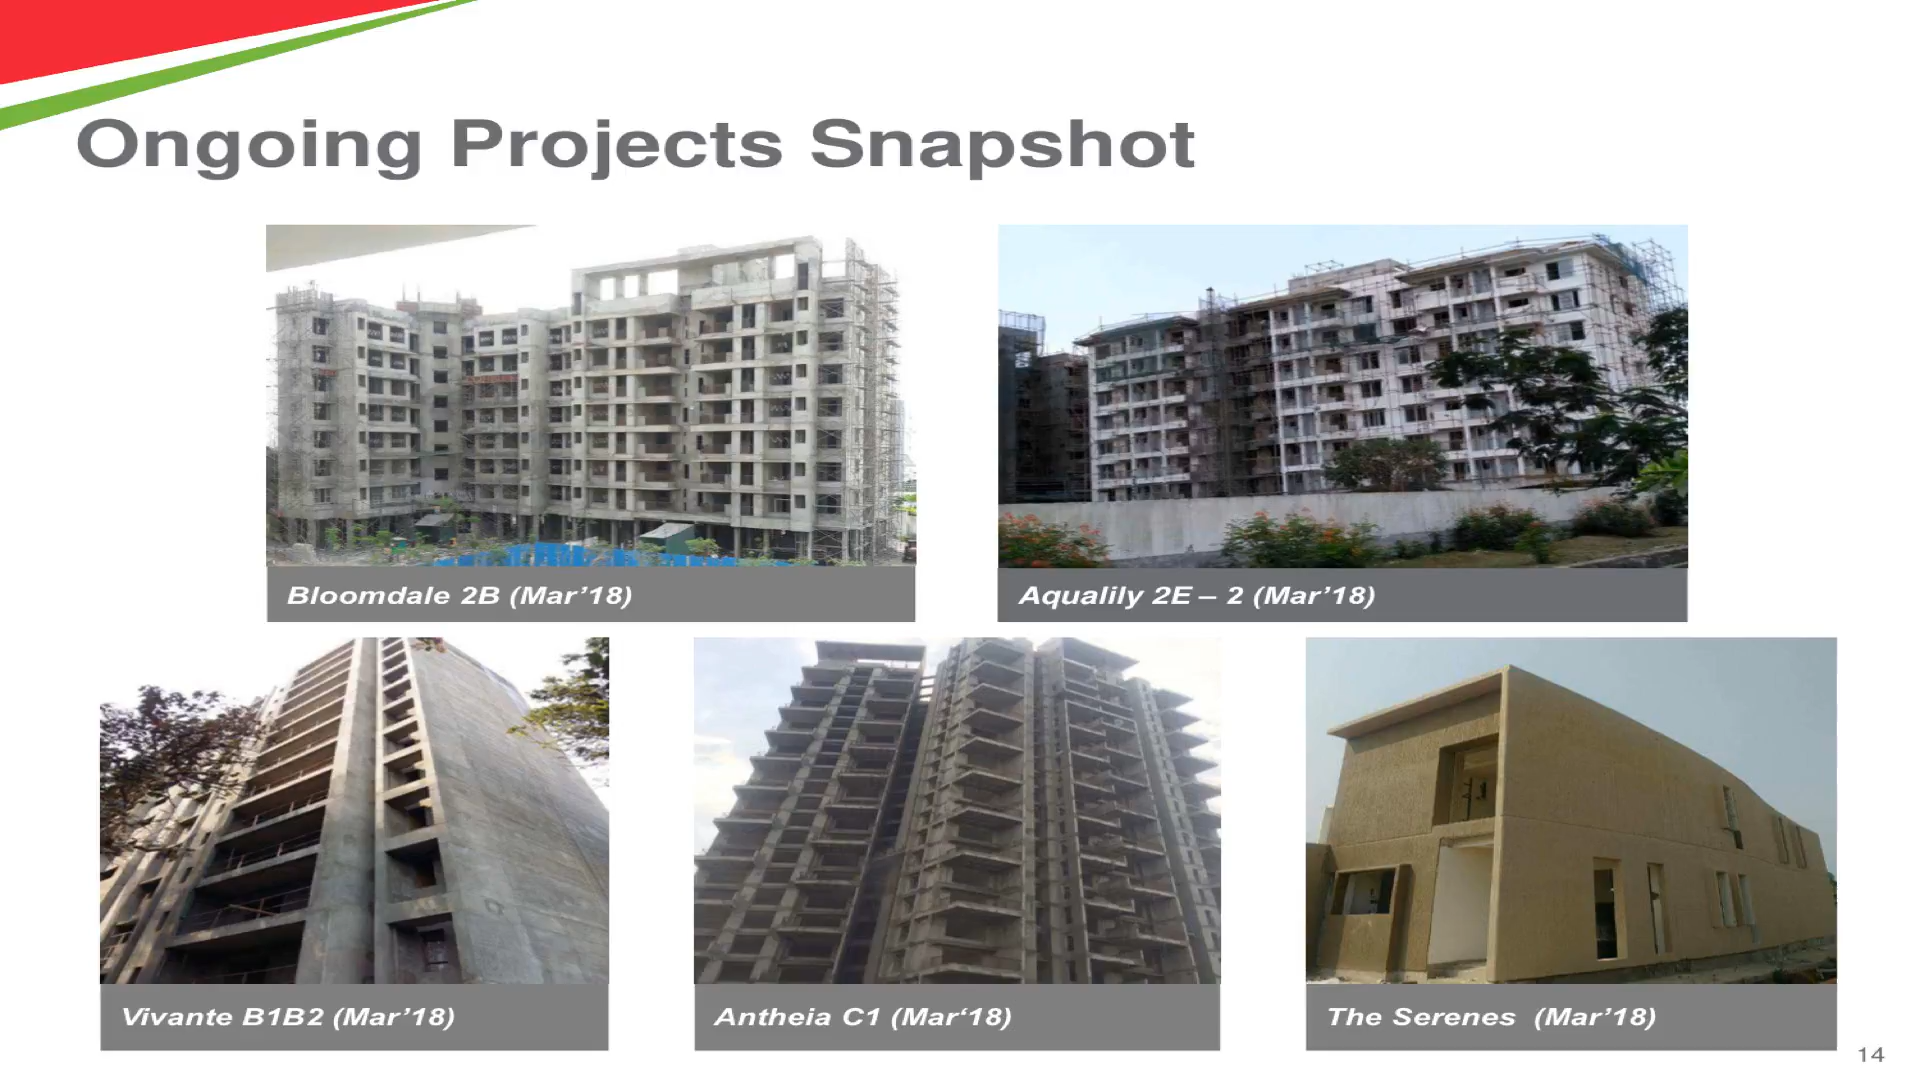 Ongoing Projects Snapshot
Bloomdale 2B (Mar’18)
Aqualily 2E – 2 (Mar’18)
Vivante B1B2 (Mar’18)
Antheia C1 (Mar‘18)
The Serenes (Mar’18)
14